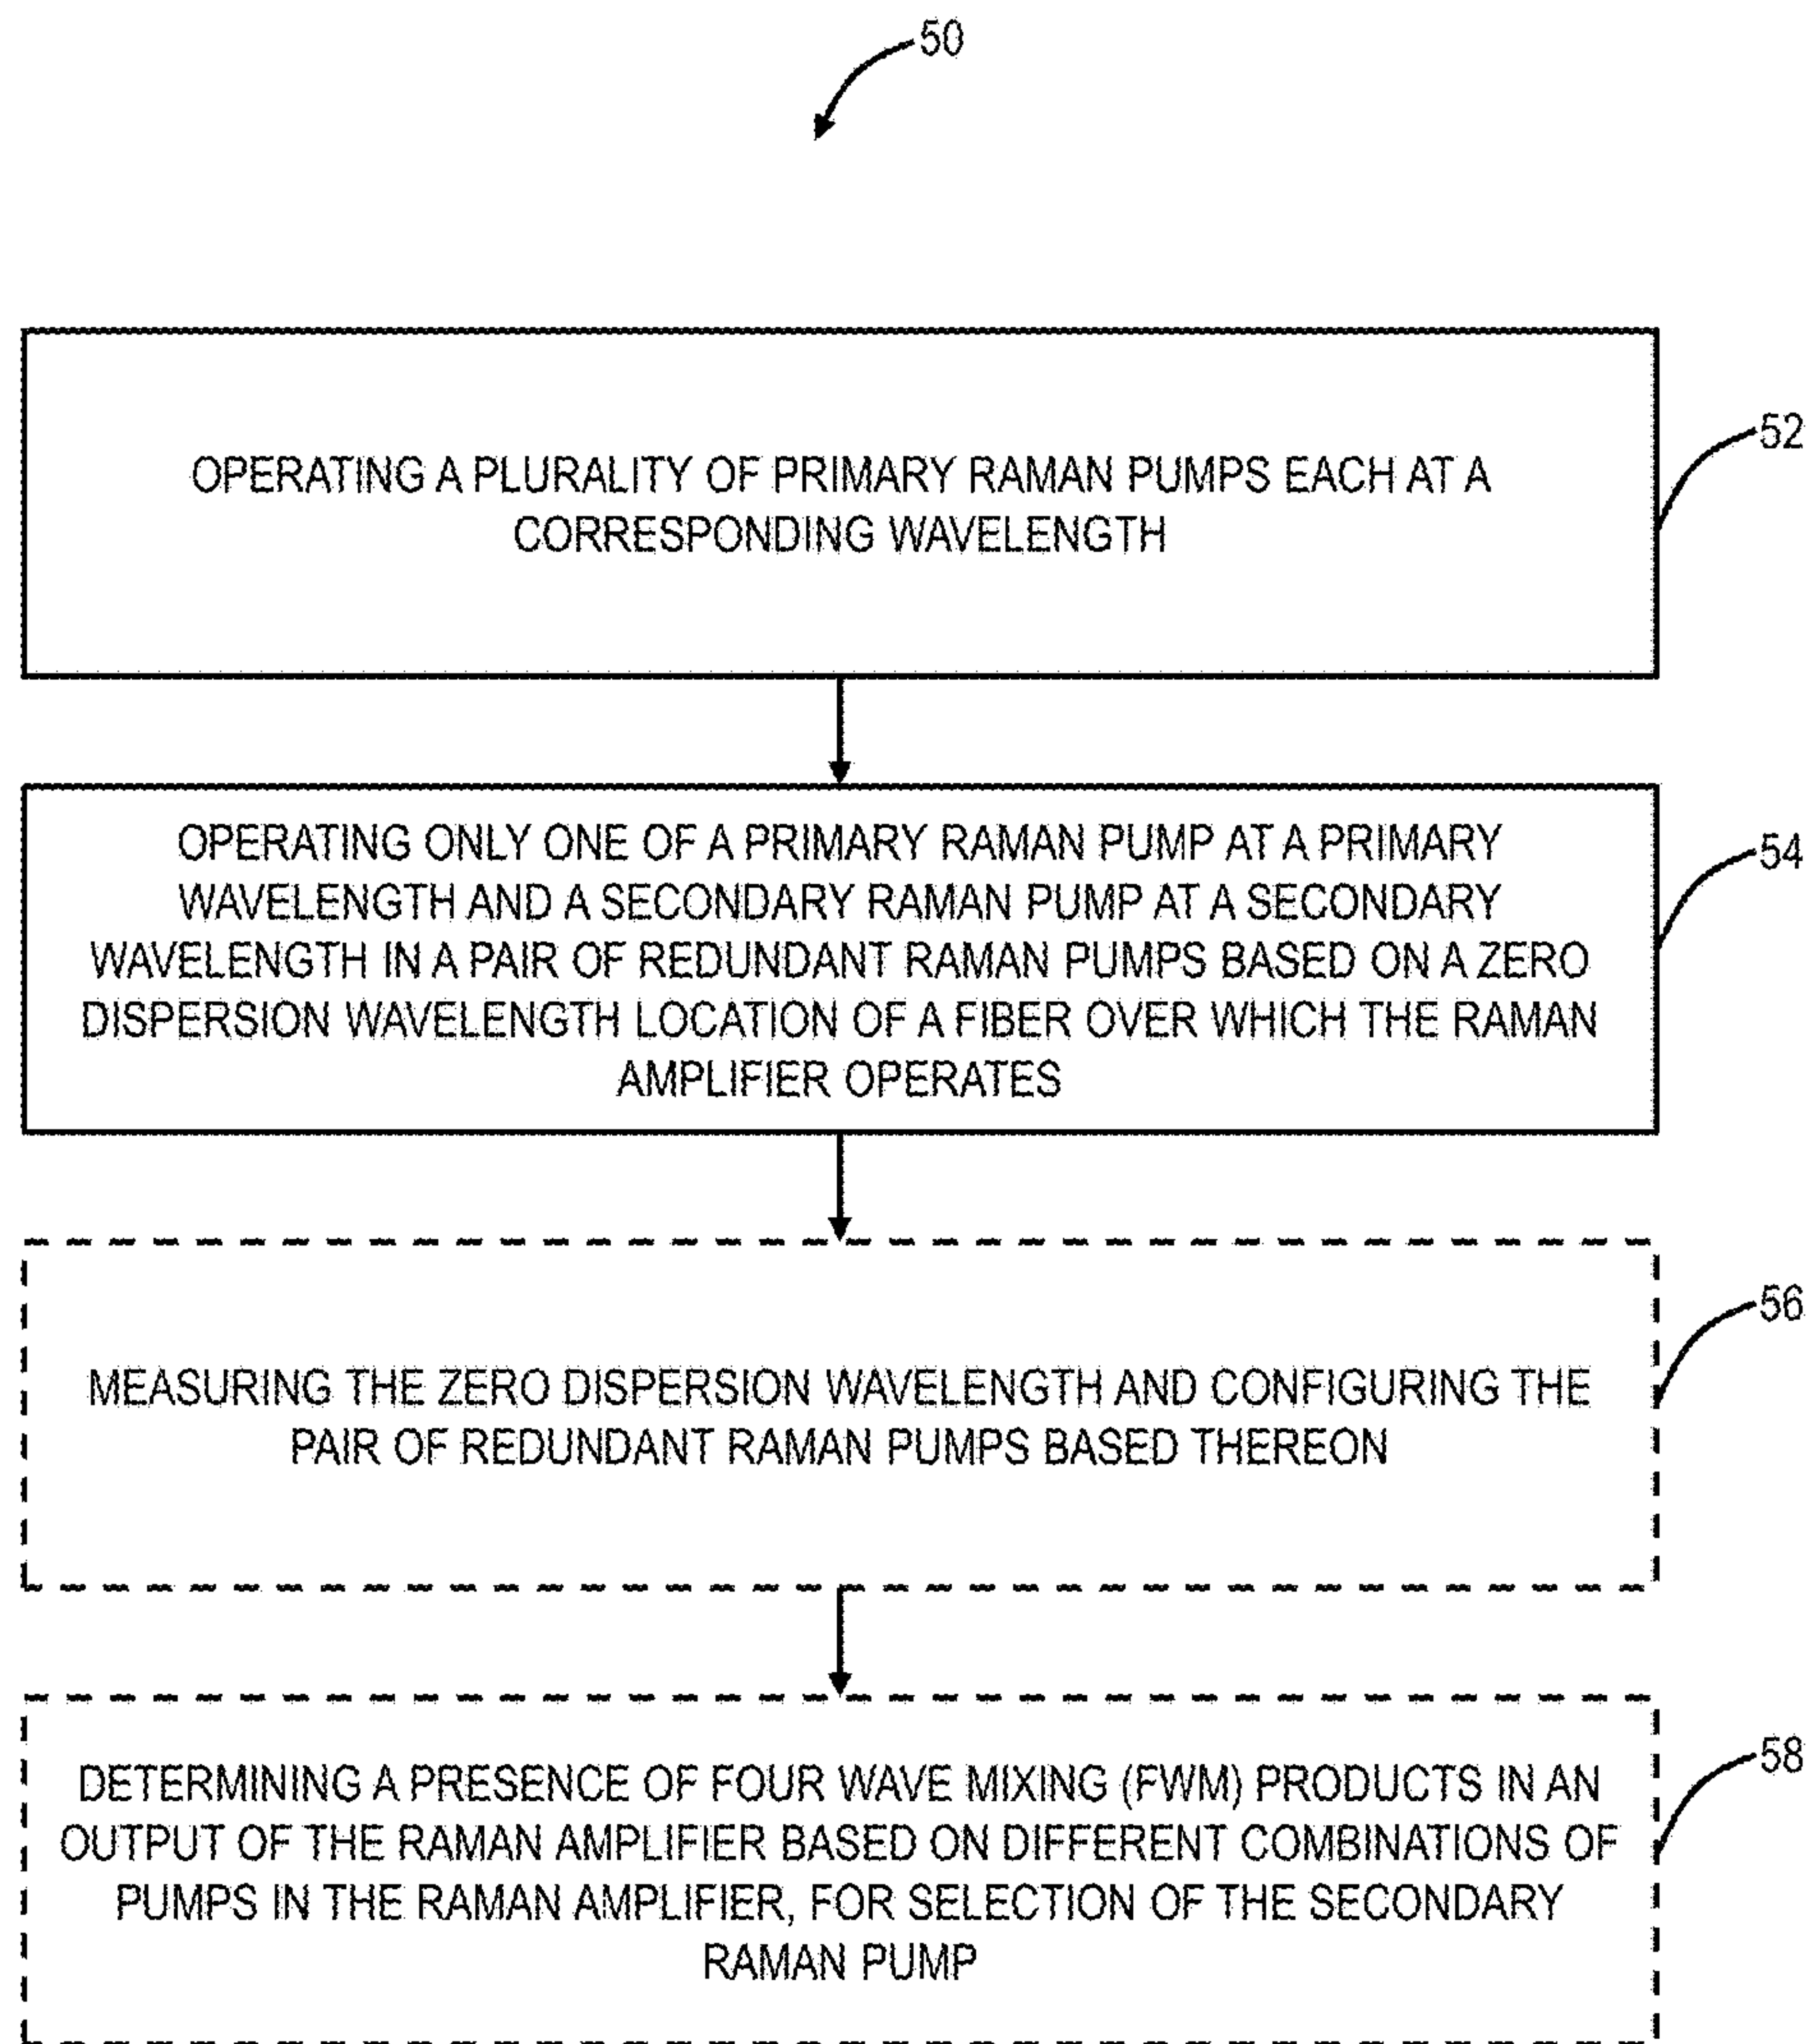 50
OPERATING A PLURALITY OF PRIMARY RAMAN PUMPS EACH AT A
CORRESPONDING WAVELENGTH
52
OPERATING ONLY ONE OF A PRIMARY RAMAN PUMP AT A PRIMARY
WAVELENGTH AND A SECONDARY RAMAN PUMP AT A SECONDARY
WAVELENGTH IN A PAIR OF REDUNDANT RAMAN PUMPS BASED ON A ZERO
DISPERSION WAVELENGTH LOCATION OF A FIBER OVER WHICH THE RAMAN
AMPLIFIER OPERATES
54
MEASURING THE ZERO DISPERSION WAVELENGTH AND CONFIGURING THE
PAIR OF REDUNDANT RAMAN PUMPS BASED THEREON
56
DETERMINING A PRESENCE OF FOUR WAVE MIXING (FWM) PRODUCTS IN AN
OUTPUT OF THE RAMAN AMPLIFIER BASED ON DIFFERENT COMBINATIONS OF
PUMPS IN THE RAMAN AMPLIFIER, FOR SELECTION OF THE SECONDARY
RAMAN PUMP
58